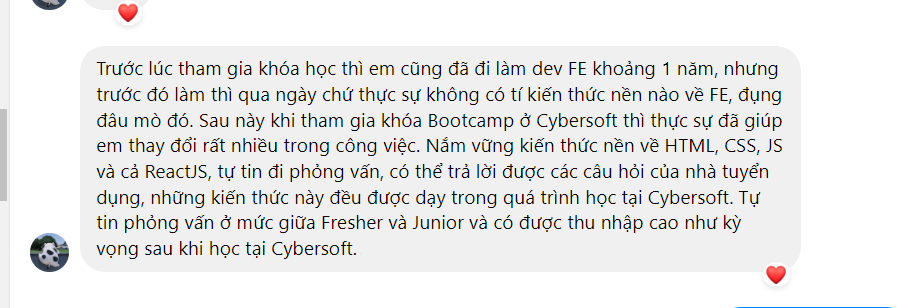 Trước lúc tham gia khóa học thì em cũng đã đi làm dev FE khoảng 1 năm, nhưng
trước đó làm thì qua ngày chứ thực sự không có tí kiến thức nền nào về FE, đụng
đâu mò đó. Sau này khi tham gia khóa Bootcamp ở Cybersoft thì thực sự đã giúp
em thay đổi rất nhiều trong công việc. Nắm vững kiến thức nền về HTML, CSS, JS
và cả ReactJS, tự tin đi phỏng vấn, có thể trả lời được các câu hỏi của nhà tuyển
dụng, những kiến thức này đều được dạy trong quá trình học tại Cybersoft. Tự
tin phỏng vấn ở mức giữa Fresher và Junior và có được thu nhập cao như kỳ
vọng sau khi học tại Cybersoft.